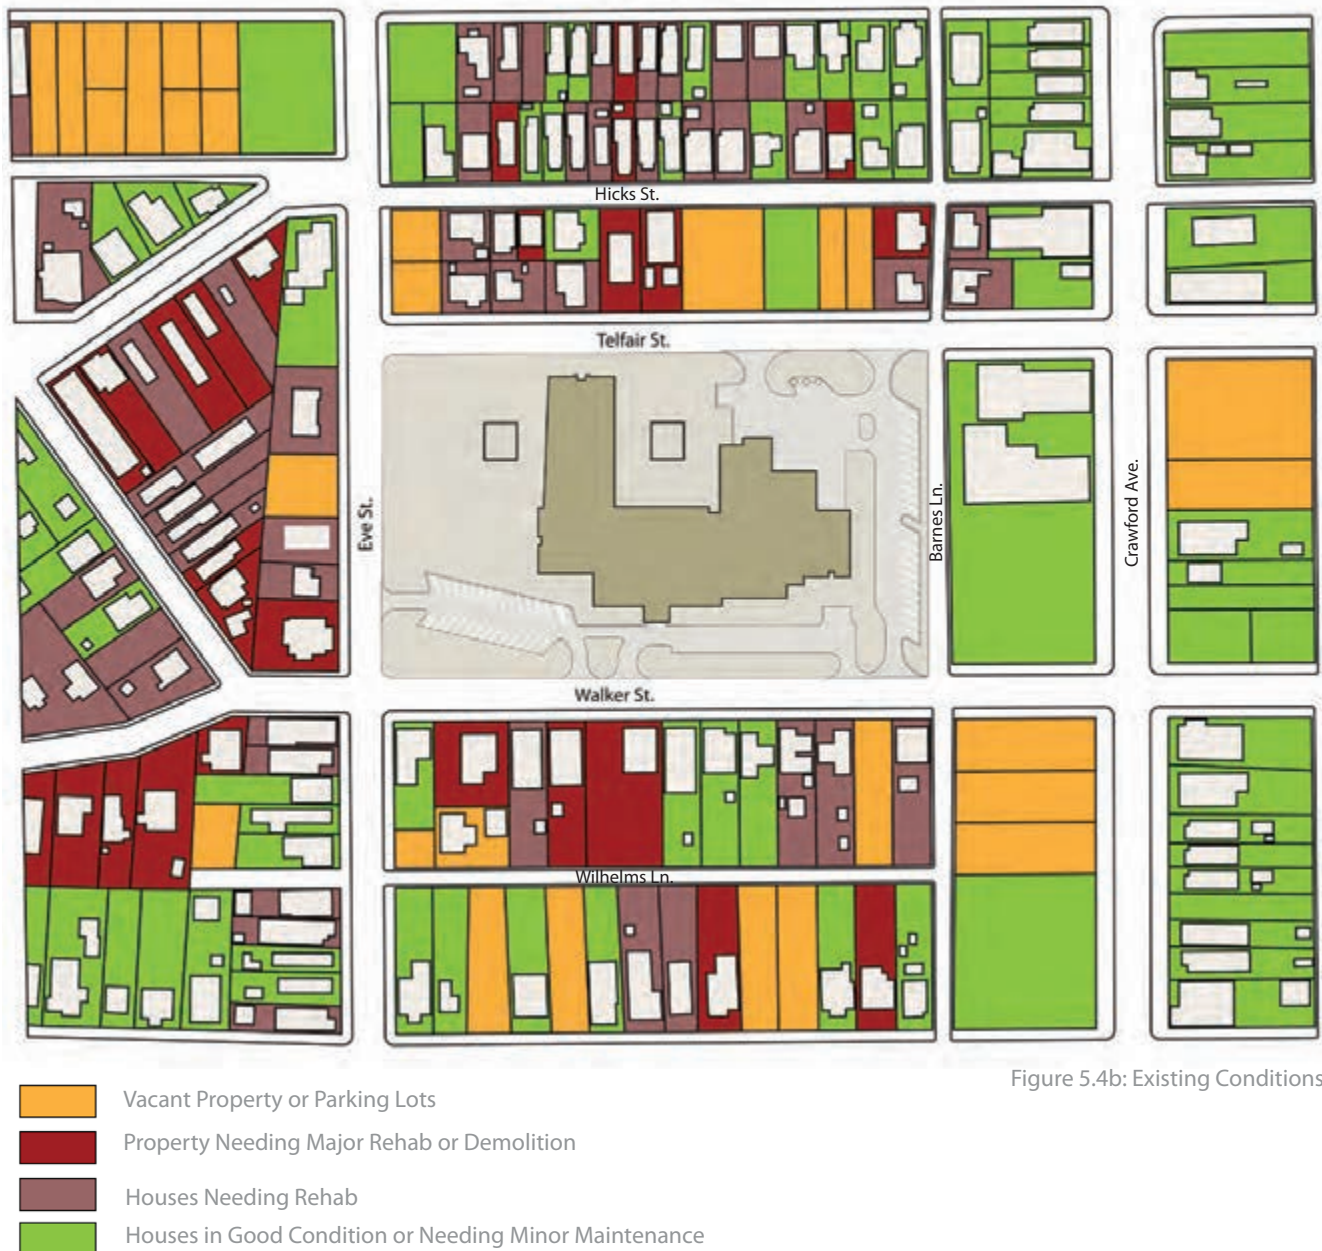 Hicks St.
Telfair St.
Eve St.
Barnes Ln.
Crawford Ave.
Walker St.
Wilhelms Ln.
Figure 5.4b: Existing Conditions
Vacant Property or Parking Lots
Property Needing Major Rehab or Demolition
Houses Needing Rehab
Houses in Good Condition or Needing Minor Maintenance